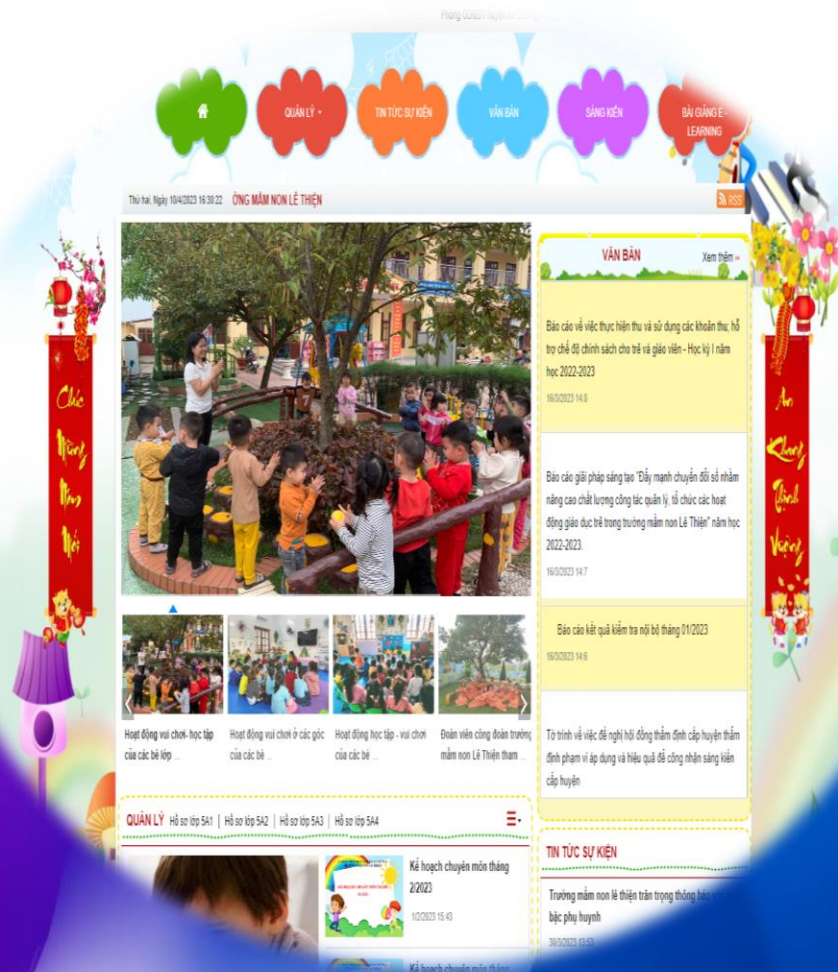 QUẢN LÝ
TIN TỨC SỰ KIỆN
VĂN BẢN
SÁNG KIẾN
BÀI GIẢNG E -
LEARNING
Thứ hai, Ngày 10/4/2023 16:30:22
ỜNG MẦM NON LÊ THIỆN
RSS
Chúc
Mừng
Năm
Mới
An
Khang
Thịnh
Vượng
VĂN BẢN
Xem thêm »
Báo cáo về việc thực hiện thu và sử dụng các khoản thu; hỗ
trợ chế độ chính sách cho trẻ và giáo viên - Học kỳ I năm
học 2022-2023
16/3/2023 14:8
Báo cáo giải pháp sáng tạo "Đẩy mạnh chuyển đổi số nhằm
nâng cao chất lượng công tác quản lý, tổ chức các hoạt
động giáo dục trẻ trong trường mầm non Lê Thiện" năm học
2022-2023.
16/3/2023 14:7
Báo cáo kết quả kiểm tra nội bộ tháng 01/2023
16/3/2023 14:6
Tờ trình về việc đề nghị hội đồng thẩm định cấp huyện thẩm
định phạm vi áp dụng và hiệu quả để công nhận sáng kiến
cấp huyện
Hoạt động vui chơi- học tập
của các bé lớp ...
Hoạt động vui chơi ở các góc
của các bé ...
Hoạt động học tập - vui chơi
của các bé ...
Đoàn viên công đoàn trường
mầm non Lê Thiện tham ...
QUẢN LÝ
Hồ sơ lớp 5A1 | Hồ sơ lớp 5A2 | Hồ sơ lớp 5A3 | Hồ sơ lớp 5A4
Kế hoạch chuyên môn tháng
2/2023
1/2/2023 15:43
Kế hoạch chuyên môn tháng
TIN TỨC SỰ KIỆN
Trường mầm non lê thiện trân trọng thông báo
bậc phụ huynh
30/3/2023 13:53